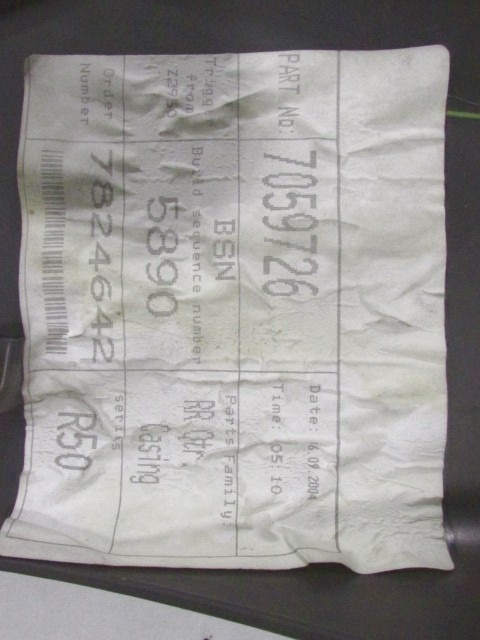 PART No: 7059726
Date: 16.09.2004
Time: 05:10
BSN
Build sequence number
5890
from
Parts Family:
RR Qtr.
Casing
Order
Number
7824642
series
R50